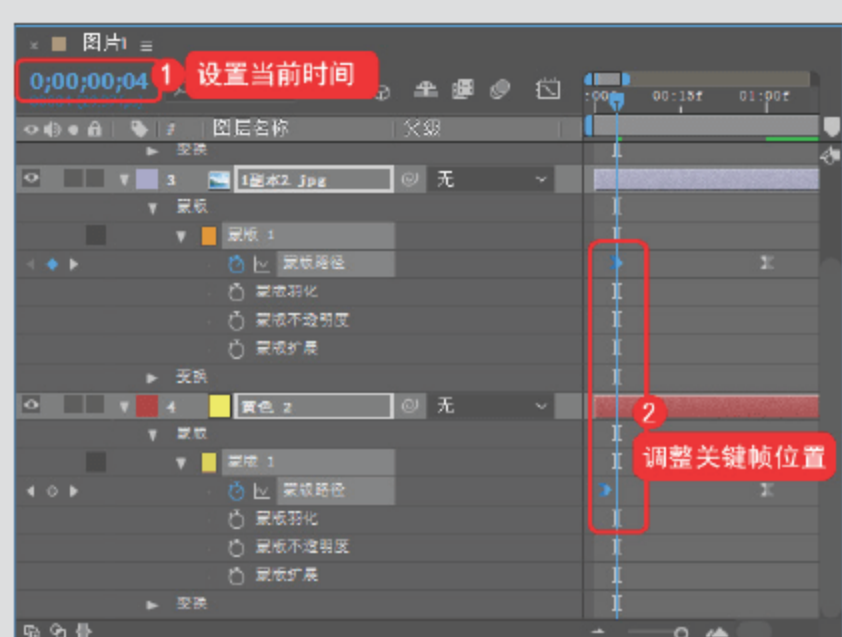 图片1
0;00;00;04
1 设置当前时间
:00f 00:15f 01:00f
# 图层名称 父级
变换
3 1副本2.jpg 无
蒙版
蒙版 1
蒙版路径
蒙版羽化
蒙版不透明度
蒙版扩展
变换
4 黄色 2 无
2
蒙版
蒙版 1
调整关键帧位置
蒙版路径
蒙版羽化
蒙版不透明度
蒙版扩展
变换